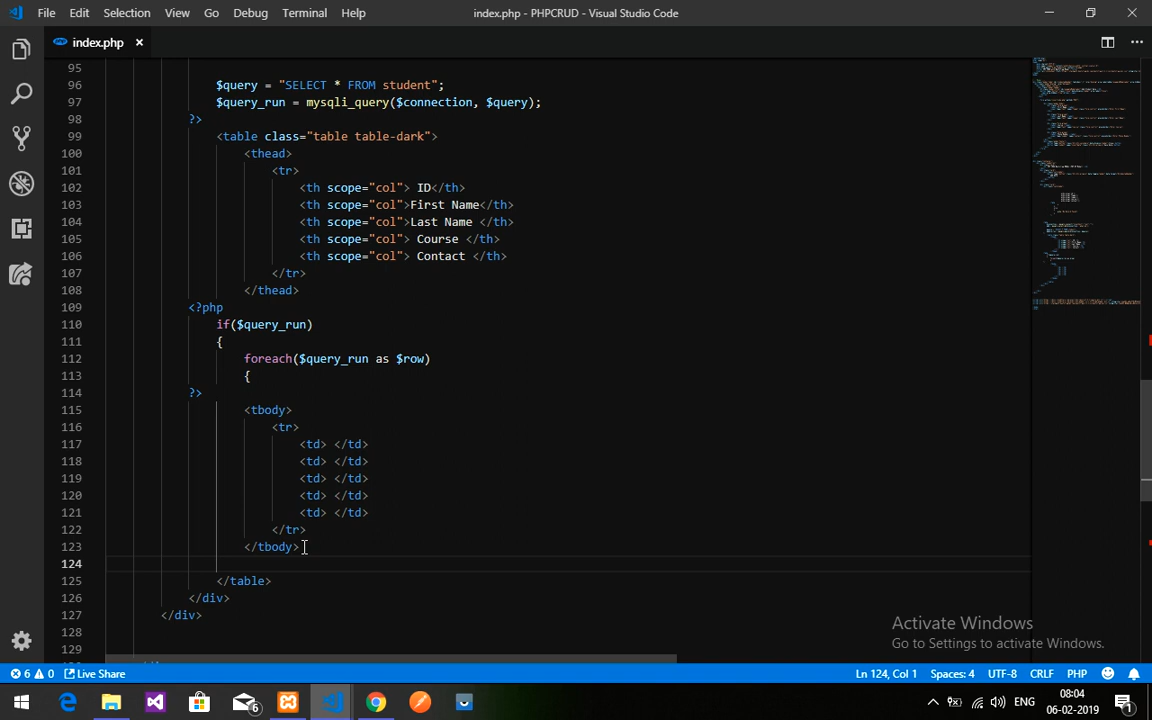 File Edit Selection View Go Debug Terminal Help index.php - PHPCRUD - Visual Studio Code
index.php
95
96 $query = "SELECT * FROM student";
97 $query_run = mysqli_query($connection, $query);
98 ?>
99 <table class="table table-dark">
100 <thead>
101 <tr>
102 <th scope="col"> ID</th>
103 <th scope="col">First Name</th>
104 <th scope="col">Last Name </th>
105 <th scope="col"> Course </th>
106 <th scope="col"> Contact </th>
107 </tr>
108 </thead>
109 <?php
110 if($query_run)
111 {
112 foreach($query_run as $row)
113 {
114 ?>
115 <tbody>
116 <tr>
117 <td> </td>
118 <td> </td>
119 <td> </td>
120 <td> </td>
121 <td> </td>
122 </tr>
123 </tbody>
124
125 </table>
126 </div>
127 </div>
128
129
Activate Windows
Go to Settings to activate Windows.
6 0 Live Share Ln 124, Col 1 Spaces: 4 UTF-8 CRLF PHP
6 ENG 08:04 1
06-02-2019